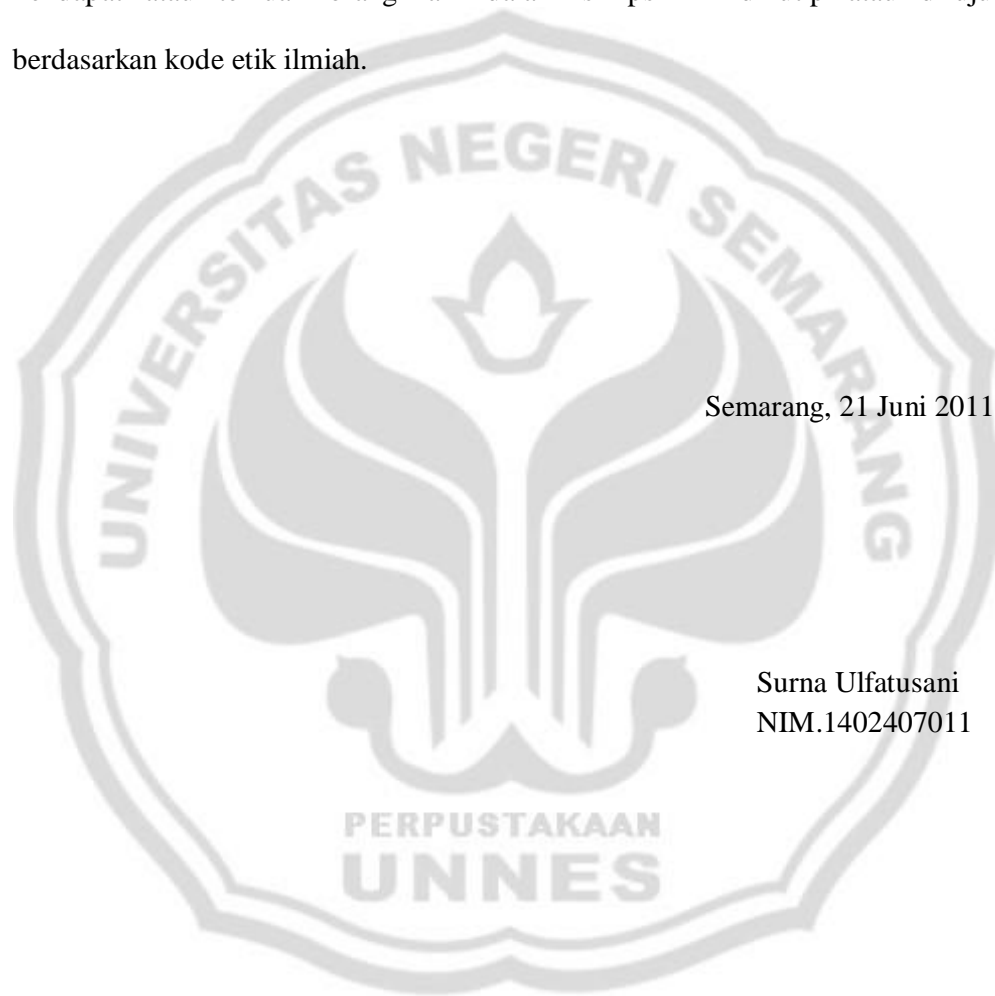 berdasarkan kode etik ilmiah.
UNIVERSITAS NEGERI SEMARANG
Semarang, 21 Juni 2011
Surna Ulfatusani
NIM.1402407011
PERPUSTAKAAN
UNNES